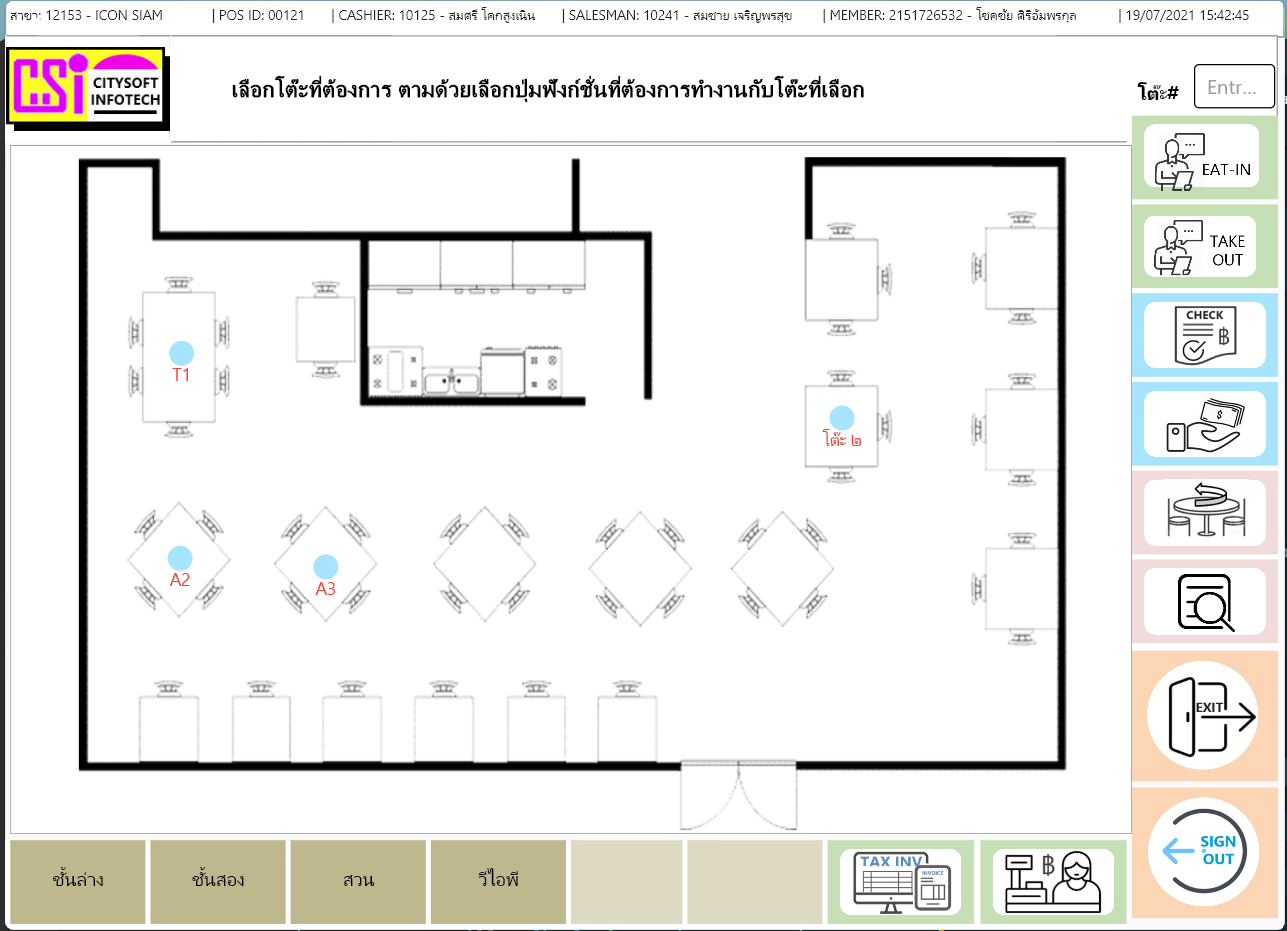 สาขา: 12153 - ICON SIAM | POS ID: 00121 | CASHIER: 10125 - สมศรี โคกสูงเนิน | SALESMAN: 10241 - สมชาย เจริญพรสุข | MEMBER: 2151726532 - โชคชัย ศิริอัมพรกุล | 19/07/2021 15:42:45
CSi
CITYSOFT
INFOTECH
เลือกโต๊ะที่ต้องการ ตามด้วยเลือกปุ่มฟังก์ชั่นที่ต้องการทำงานกับโต๊ะที่เลือก
โต๊ะ#
Entr...
EAT-IN
TAKE
OUT
CHECK
฿
$
EXIT
SIGN
OUT
T1
โต๊ะ ๒
A2
A3
ชั้นล่าง
ชั้นสอง
สวน
วีไอพี
TAX INV
INVOICE
฿